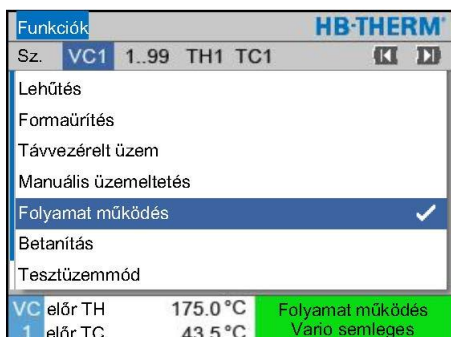 Funkciók HB-THERM®
Sz. VC1 1..99 TH1 TC1
Lehűtés
Formaürítés
Távvezérelt üzem
Manuális üzemeltetés
Folyamat működés
Betanítás
Tesztüzemmód
VC előr TH 175.0 °C Folyamat működés
1 előr TC 43.5 °C Vario semleges